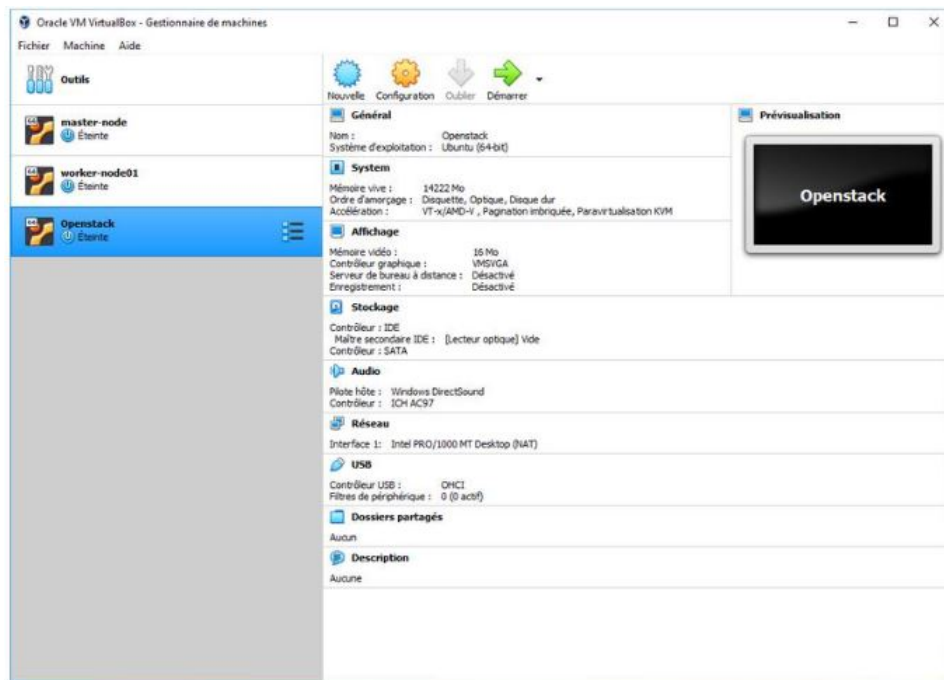 Oracle VM VirtualBox - Gestionnaire de machines
Fichier Machine Aide
Outils
master-node
Éteinte
worker-node01
Éteinte
Openstack
Éteinte
Nouvelle Configuration Oublier Démarrer
Général
Nom : Openstack
Système d'exploitation : Ubuntu (64-bit)
System
Mémoire vive : 14222 Mo
Ordre d'amorçage : Disquette, Optique, Disque dur
Accélération : VT-x/AMD-V , Pagination imbriquée, Paravirtualisation KVM
Affichage
Mémoire vidéo : 16 Mo
Contrôleur graphique : VMSVGA
Serveur de bureau à distance : Désactivé
Enregistrement : Désactivé
Prévisualisation
Openstack
Stockage
Contrôleur : IDE
Maître secondaire IDE : [Lecteur optique] Vide
Contrôleur : SATA
Audio
Pilote hôte : Windows DirectSound
Contrôleur : ICH AC97
Réseau
Interface 1: Intel PRO/1000 MT Desktop (NAT)
USB
Contrôleur USB : OHCI
Filtres de périphérique : 0 (0 actif)
Dossiers partagés
Aucun
Description
Aucune